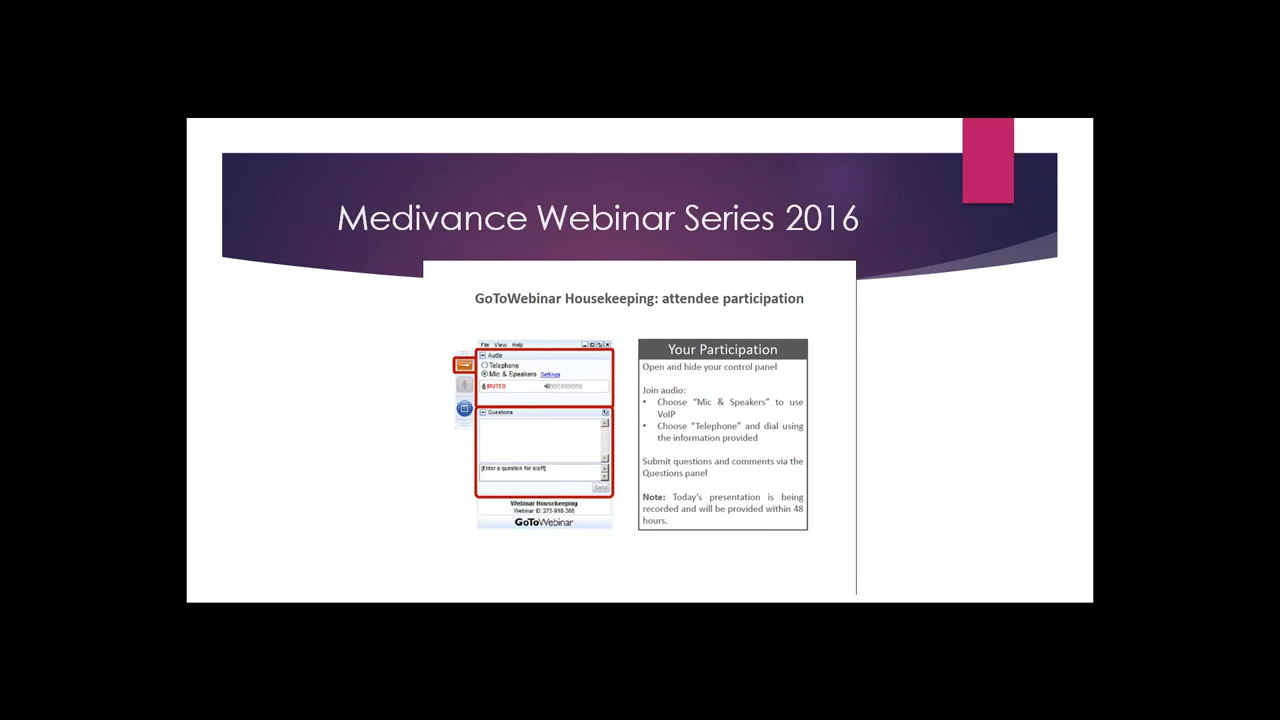 Medivance Webinar Series 2016
GoToWebinar Housekeeping: attendee participation
File View Help
Audio
Telephone
Mic & Speakers Settings
MUTED
Questions
[Enter a question for staff]
Send
Webinar Housekeeping
Webinar ID: 275-918-366
GoToWebinar
Your Participation
Open and hide your control panel
Join audio:
• Choose “Mic & Speakers” to use
VoIP
• Choose “Telephone” and dial using
the information provided
Submit questions and comments via the
Questions panel
Note: Today’s presentation is being
recorded and will be provided within 48
hours.